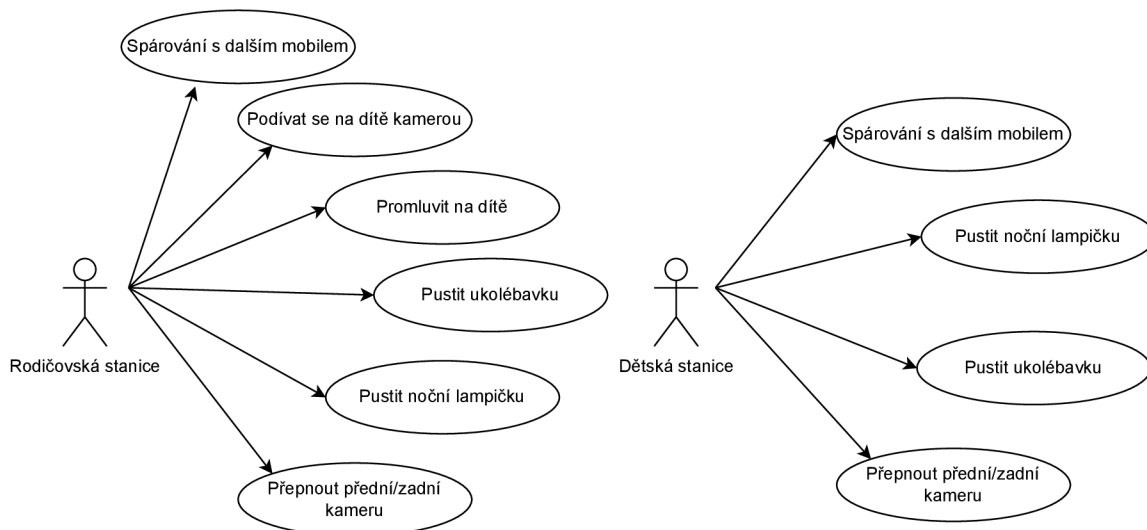 Spárování s dalším mobilem
Podívat se na dítě kamerou
Promluvit na dítě
Pustit ukolébavku
Rodičovská stanice
Pustit noční lampičku
Přepnout přední/zadní
kameru
Spárování s dalším mobilem
Pustit noční lampičku
Dětská stanice
Pustit ukolébavku
Přepnout přední/zadní
kameru